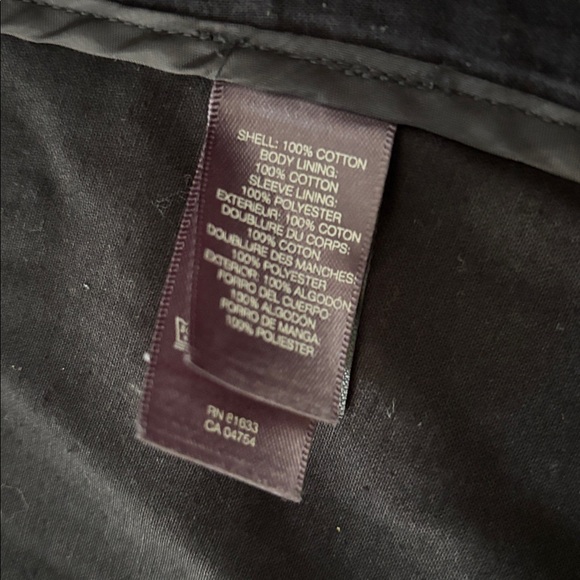 SHELL: 100% COTTON
BODY LINING:
100% COTTON
SLEEVE LINING:
100% POLYESTER
EXTERIEUR: 100% COTON
DOUBLURE DU CORPS:
100% COTON
DOUBLURE DES MANCHES:
100% POLYESTER
EXTERIOR: 100% ALGODÓN
FORRO DEL CUERPO:
100% ALGODÓN
FORRO DE MANGA:
100% POLIESTER
RN 81633
CA 04754